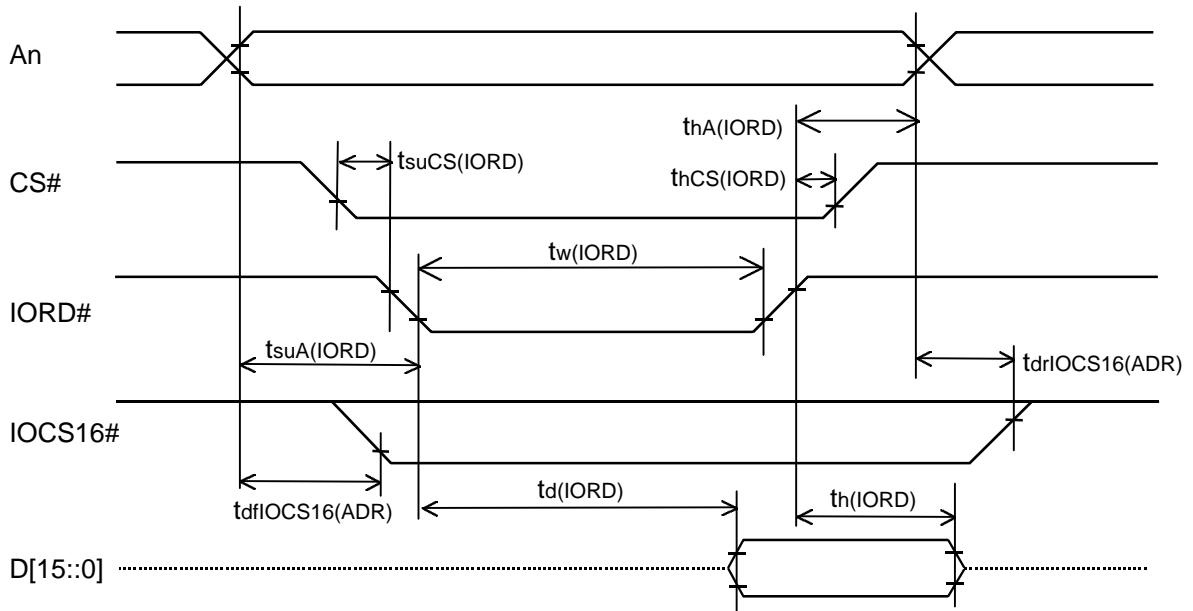 An
thA(IORD)
tsuCS(IORD)
thCS(IORD)
CS#
tw(IORD)
IORD#
tsuA(IORD)
tdrIOCS16(ADR)
IOCS16#
td(IORD)
th(IORD)
tdfIOCS16(ADR)
D[15::0]